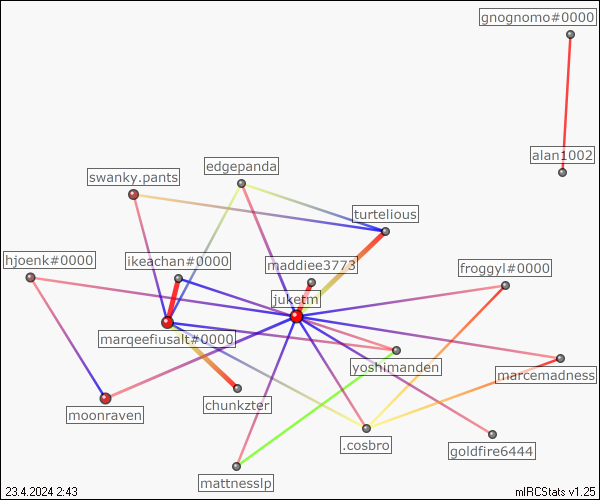 gnognomo#0000
alan1002
edgepanda
swanky.pants
turtelious
hjoenk#0000
ikeachan#0000
maddiee3773
froggyl#0000
juketm
marqeefiusalt#0000
yoshimanden
marcemadness
chunkzter
moonraven
.cosbro
goldfire6444
mattnesslp
23.4.2024 2:43
mIRCStats v1.25